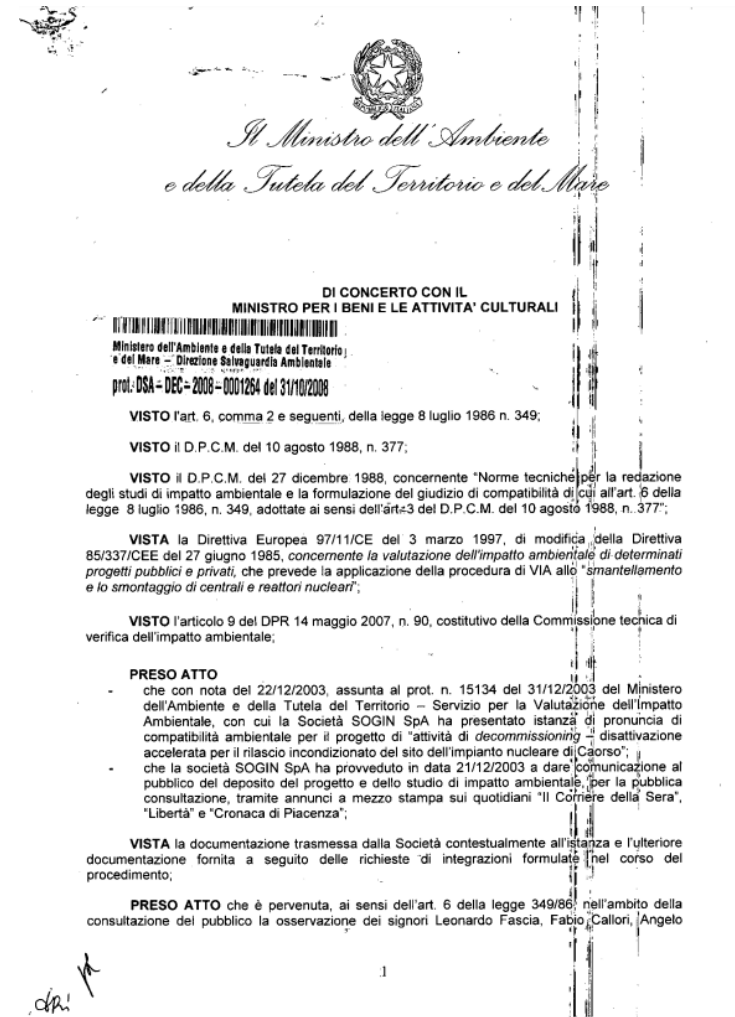 Il Ministro dell'Ambiente
e della Tutela del Territorio e del Mare
DI CONCERTO CON IL
MINISTRO PER I BENI E LE ATTIVITA' CULTURALI
Ministero dell'Ambiente e della Tutela del Territorio
e del Mare – Direzione Salvaguardia Ambientale
prot. DSA – DEC – 2008 – 0001264 del 31/10/2008
VISTO l'art. 6, comma 2 e seguenti, della legge 8 luglio 1986 n. 349;
VISTO il D.P.C.M. del 10 agosto 1988, n. 377;
VISTO il D.P.C.M. del 27 dicembre 1988, concernente "Norme tecniche per la redazione
degli studi di impatto ambientale e la formulazione del giudizio di compatibilità di cui all'art. 6 della
legge 8 luglio 1986, n. 349, adottate ai sensi dell'art. 3 del D.P.C.M. del 10 agosto 1988, n. 377";
VISTA la Direttiva Europea 97/11/CE del 3 marzo 1997, di modifica della Direttiva
85/337/CEE del 27 giugno 1985, concernente la valutazione dell'impatto ambientale di determinati
progetti pubblici e privati, che prevede la applicazione della procedura di VIA allo "smantellamento
e lo smontaggio di centrali e reattori nucleari";
VISTO l'articolo 9 del DPR 14 maggio 2007, n. 90, costitutivo della Commissione tecnica di
verifica dell'impatto ambientale;
PRESO ATTO
- che con nota del 22/12/2003, assunta al prot. n. 15134 del 31/12/2003 del Ministero
dell'Ambiente e della Tutela del Territorio – Servizio per la Valutazione dell'Impatto
Ambientale, con cui la Società SOGIN SpA ha presentato istanza di pronuncia di
compatibilità ambientale per il progetto di "attività di decommissioning – disattivazione
accelerata per il rilascio incondizionato del sito dell'impianto nucleare di Caorso";
- che la società SOGIN SpA ha provveduto in data 21/12/2003 a dare comunicazione al
pubblico del deposito del progetto e dello studio di impatto ambientale, per la pubblica
consultazione, tramite annunci a mezzo stampa sui quotidiani "Il Corriere della Sera",
"Libertà" e "Cronaca di Piacenza";
VISTA la documentazione trasmessa dalla Società contestualmente all'istanza e l'ulteriore
documentazione fornita a seguito delle richieste di integrazioni formulate nel corso del
procedimento;
PRESO ATTO che è pervenuta, ai sensi dell'art. 6 della legge 349/86, nell'ambito della
consultazione del pubblico la osservazione dei signori Leonardo Fascia, Fabio Callori, Angelo
1